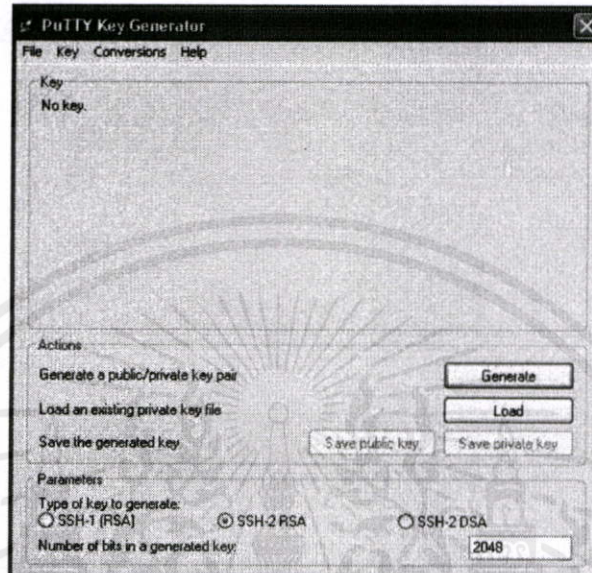 PuTTY Key Generator
File Key Conversions Help
Key
No key.
Actions
Generate a public/private key pair Generate
Load an existing private key file Load
Save the generated key Save public key Save private key
Parameters
Type of key to generate:
SSH-1 (RSA) SSH-2 RSA SSH-2 DSA
Number of bits in a generated key: 2048